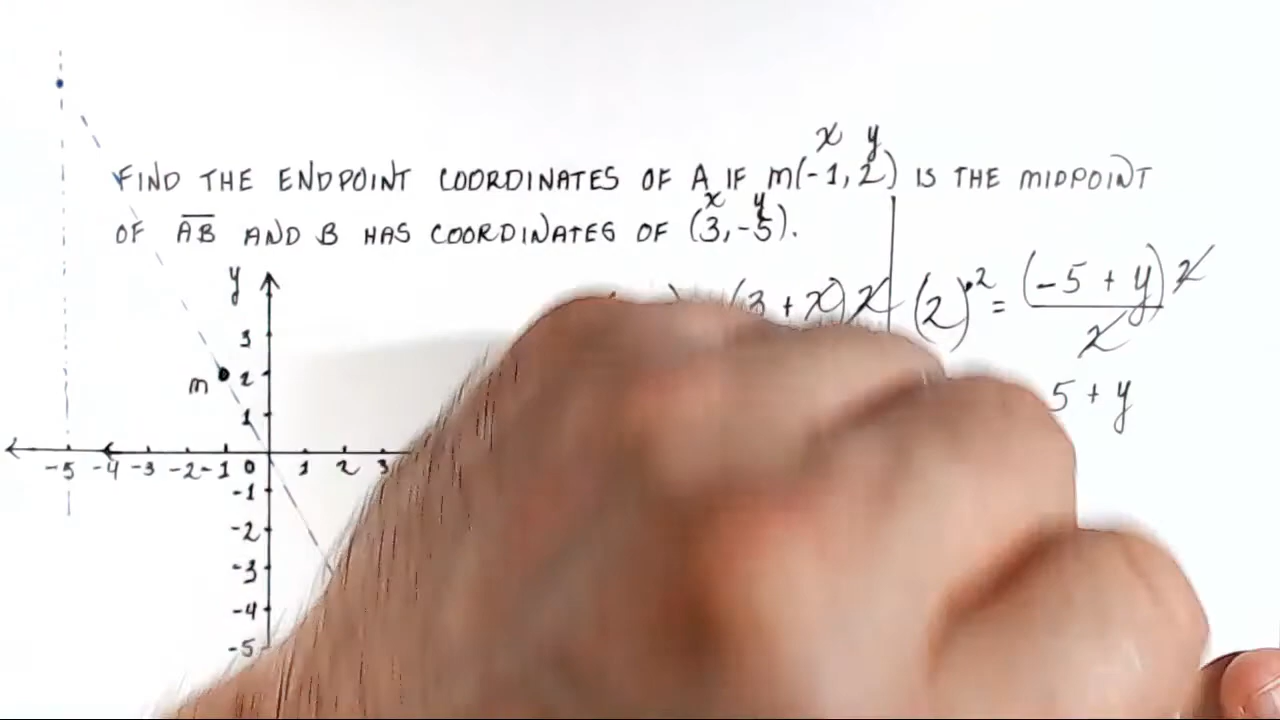 x y
FIND THE ENDPOINT COORDINATES OF A IF m(-1, 2) IS THE MIDPOINT
x y
OF AB AND B HAS COORDINATES OF (3, -5).
y
(3 + x) 2
(2)·2 = (-5 + y) 2
2
5 + y
3
m 2
1
-5 -4 -3 -2 -1 0 1 2 3
-1
-2
-3
-4
-5